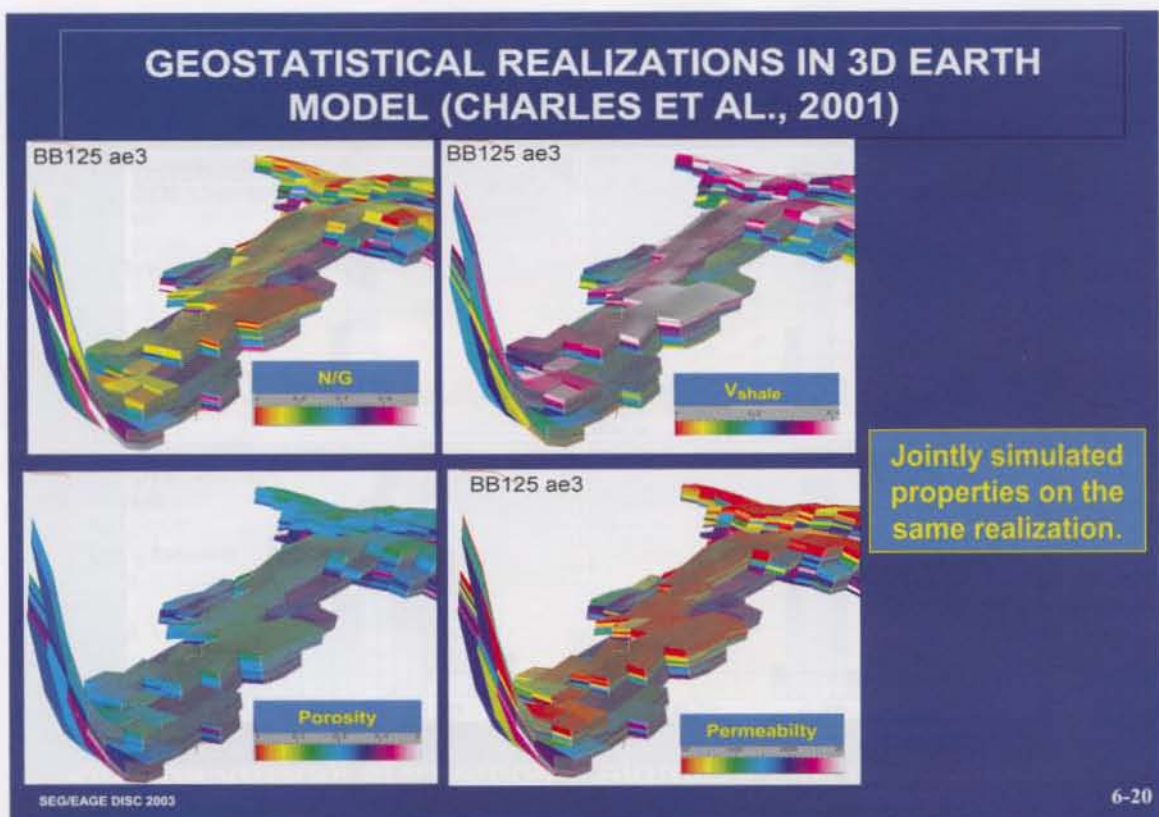 GEOSTATISTICAL REALIZATIONS IN 3D EARTH
MODEL (CHARLES ET AL., 2001)
BB125 ae3
BB125 ae3
N/G
Vshale
Jointly simulated
properties on the
same realization.
BB125 ae3
Porosity
Permeabilty
SEG/EAGE DISC 2003
6-20